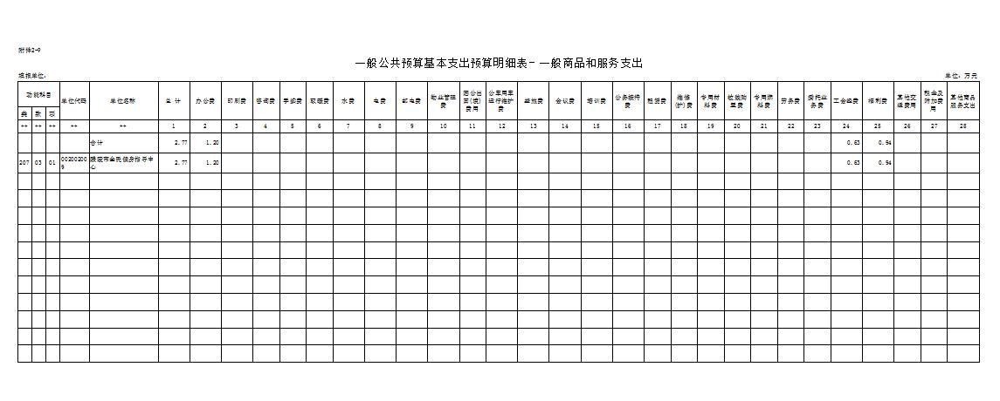 附件2-9
一般公共预算基本支出预算明细表-一般商品和服务支出
填报单位： 单位：万元
功能科目 单位代码 单位名称 总 计 办公费 印刷费 咨询费 手续费 取暖费 水费 电费 邮电费 物业管理费 因公出国(境)费用 公车用车运行维护费 差旅费 会议费 培训费 公务接待费 租赁费 维修(护)费 专用材料费 被装购置费 专用燃料费 劳务费 委托业务费 工会经费 福利费 其他交通费用 税金及附加费用 其他商品服务支出
类 款 项
** ** ** ** ** 1 2 3 4 5 6 7 8 9 10 11 12 13 14 15 16 17 18 19 20 21 22 23 24 25 26 27 28
合计 2.77 1.20 0.63 0.94
207 03 01 002002009 醴陵市全民健身指导中心 2.77 1.20 0.63 0.94